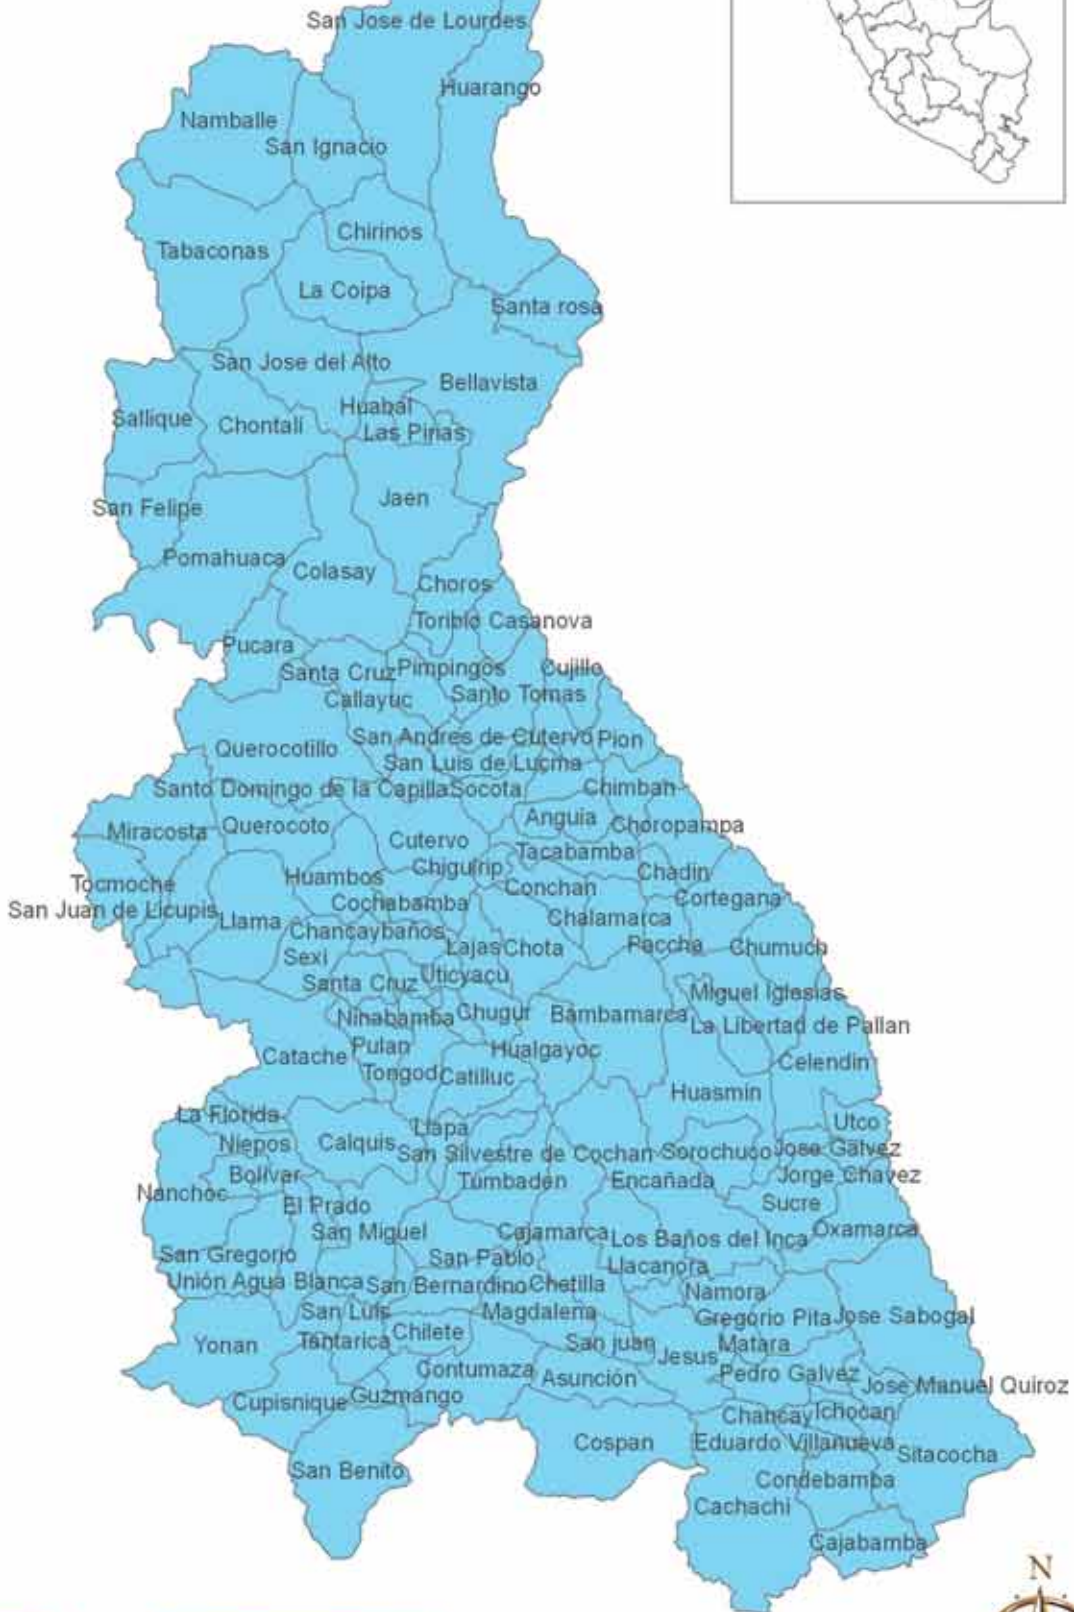 San Jose de Lourdes
Huarango
Namballe
San Ignacio
Chirinos
Tabaconas
La Coipa
Santa rosa
San Jose del Alto
Bellavista
Huabal
Sallique
Chontali
Las Pirias
Jaen
San Felipe
Pomahuaca
Colasay
Choros
Toribio Casanova
Pucara
Santa Cruz
Pimpingos
Cujillo
Callayuc
Santo Tomas
San Andres de Cutervo
Pion
Querocotillo
San Luis de Lucma
Santo Domingo de la Capilla
Socota
Chimban
Anguia
Choropampa
Miracosta
Querocoto
Cutervo
Tacabamba
Chiguirip
Chadin
Huambos
Tocmoche
Conchan
Cortegana
Cochabamba
San Juan de Licupis
Llama
Chalamarca
Chancaybaños
Lajas
Chota
Paccha
Chumuch
Sexi
Uticyacu
Santa Cruz
Miguel Iglesias
Ninabamba
Chugur
Bambamarca
La Libertad de Pallan
Pulan
Hualgayoc
Catache
Celendin
Tongod
Catilluc
Huasmin
La Florida
Utco
Llapa
Niepos
Calquis
San Silvestre de Cochan
Sorochuco
Jose Galvez
Bolívar
Tumbaden
Encañada
Jorge Chavez
Nanchoc
El Prado
Sucre
San Miguel
Cajamarca
Los Baños del Inca
Oxamarca
San Gregorio
San Pablo
Llacanora
Unión Agua Blanca
San Bernardino
Chetilla
Namora
San Luis
Magdalena
Gregorio Pita
Jose Sabogal
Yonan
Tantarica
Chilete
San juan
Matara
Jesus
Contumaza
Asunción
Pedro Galvez
Jose Manuel Quiroz
Cupisnique
Guzmango
Chancay
Ichocan
Cospan
Eduardo Villanueva
Sitacocha
San Benito
Condebamba
Cachachi
Cajabamba
N